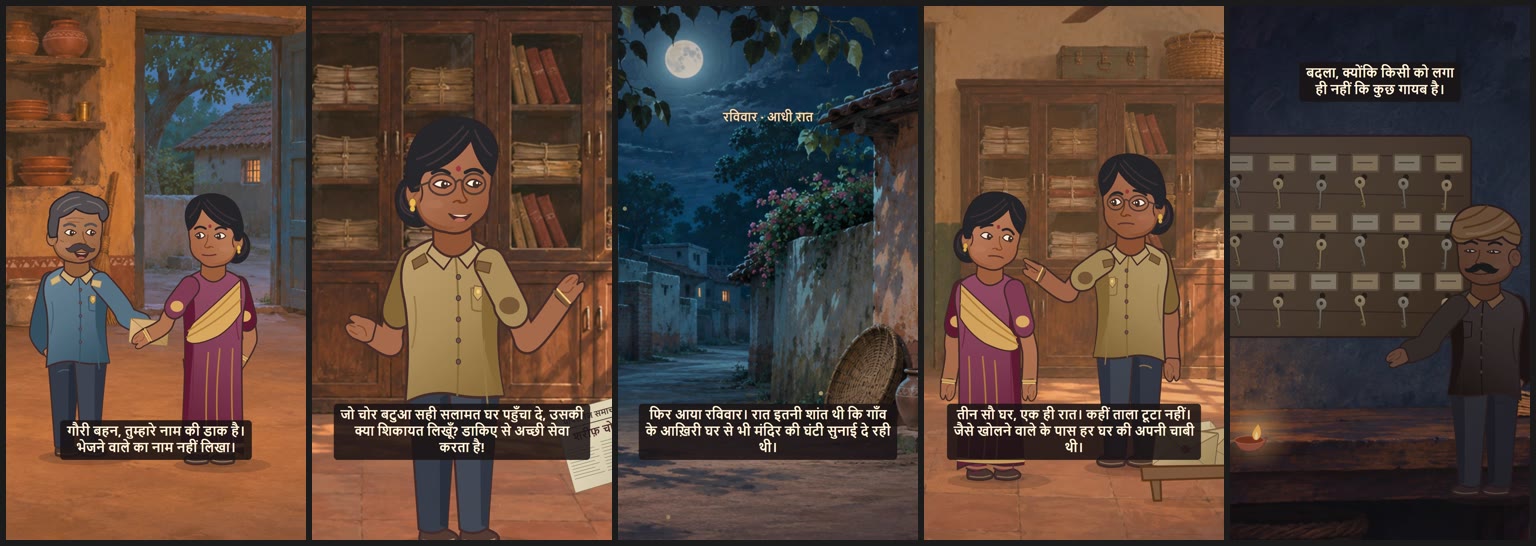 गौरी बहन, तुम्हारे नाम की डाक है।
भेजने वाले का नाम नहीं लिखा।
जो चोर बटुआ सही सलामत घर पहुँचा दे, उसकी
क्या शिकायत लिखूँ? डाकिए से अच्छी सेवा
करता है!
रविवार · आधी रात
फिर आया रविवार। रात इतनी शांत थी कि गाँव
के आख़िरी घर से भी मंदिर की घंटी सुनाई दे रही
थी।
तीन सौ घर, एक ही रात। कहीं ताला टूटा नहीं।
जैसे खोलने वाले के पास हर घर की अपनी चाबी
थी।
बदला, क्योंकि किसी को लगा
ही नहीं कि कुछ गायब है।